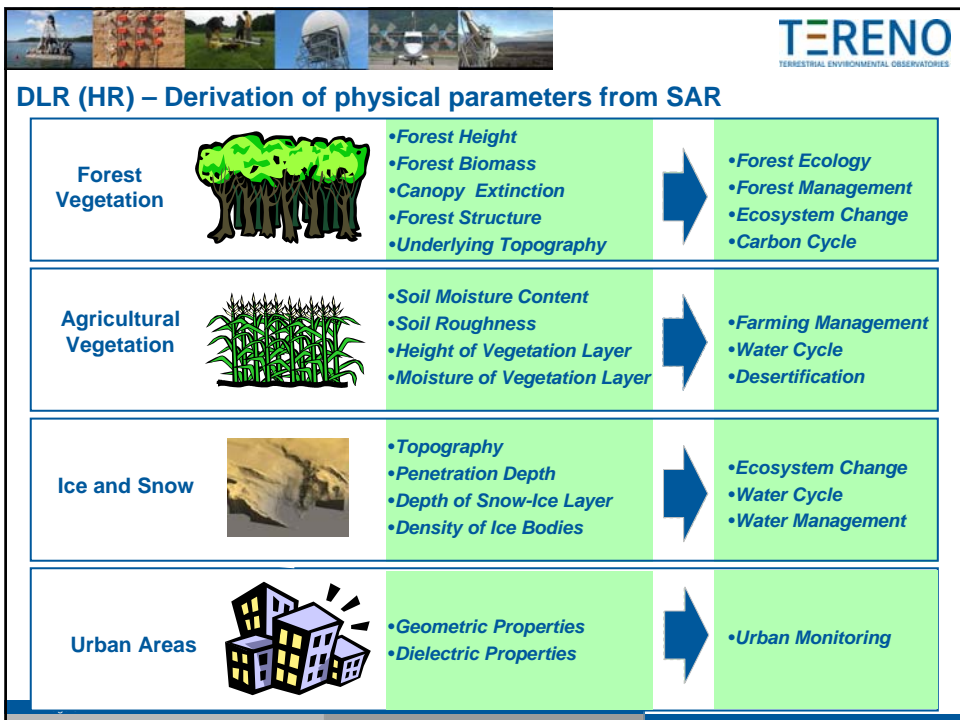 TERENO
TERRESTRIAL ENVIRONMENTAL OBSERVATORIES
DLR (HR) – Derivation of physical parameters from SAR
Forest
Vegetation
•Forest Height
•Forest Biomass
•Canopy Extinction
•Forest Structure
•Underlying Topography
•Forest Ecology
•Forest Management
•Ecosystem Change
•Carbon Cycle
Agricultural
Vegetation
•Soil Moisture Content
•Soil Roughness
•Height of Vegetation Layer
•Moisture of Vegetation Layer
•Farming Management
•Water Cycle
•Desertification
Ice and Snow
•Topography
•Penetration Depth
•Depth of Snow-Ice Layer
•Density of Ice Bodies
•Ecosystem Change
•Water Cycle
•Water Management
Urban Areas
•Geometric Properties
•Dielectric Properties
•Urban Monitoring